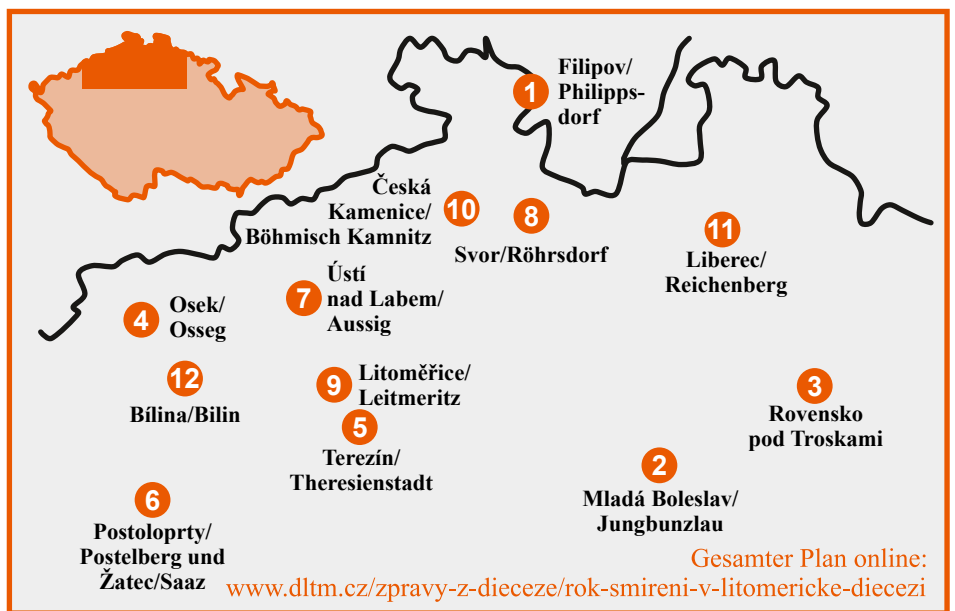 1
Filipov/
Philipps-
dorf
Česká
Kamenice/
Böhmisch Kamnitz
10
8
Svor/Röhrsdorf
11
Liberec/
Reichenberg
7
Ústí
nad Labem/
Aussig
4
Osek/
Osseg
12
Bílina/Bilin
9
Litoměřice/
Leitmeritz
5
Terezín/
Theresienstadt
3
Rovensko
pod Troskami
2
Mladá Boleslav/
Jungbunzlau
6
Postoloprty/
Postelberg und
Žatec/Saaz
Gesamter Plan online:
www.dltm.cz/zpravy-z-dieceze/rok-smireni-v-litomericke-diecezi